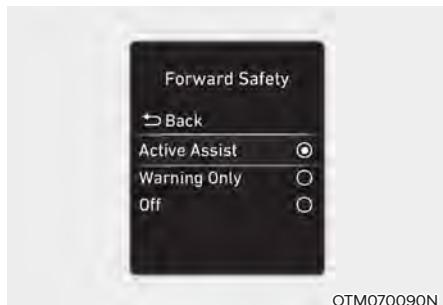 Forward Safety
Back
Active Assist
Warning Only
Off
OTM070090N